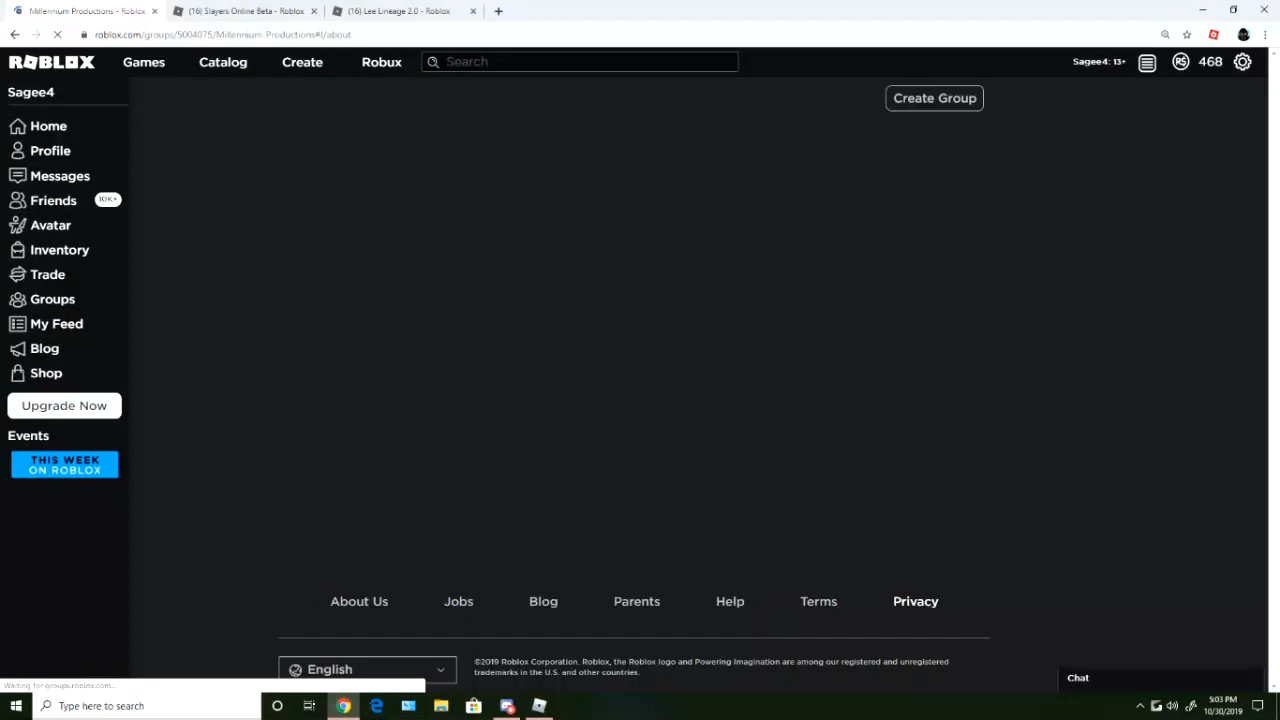 Millennium Productions - Roblox
(16) Slayers Online Beta - Roblox
(16) Lee Lineage 2.0 - Roblox
roblox.com/groups/5004075/Millennium-Productions#!/about
ROBLOX
Games
Catalog
Create
Robux
Search
Sagee4: 13+
468
Sagee4
Create Group
Home
Profile
Messages
Friends
10K+
Avatar
Inventory
Trade
Groups
My Feed
Blog
Shop
Upgrade Now
Events
THIS WEEK
ON ROBLOX
About Us
Jobs
Blog
Parents
Help
Terms
Privacy
English
©2019 Roblox Corporation. Roblox, the Roblox logo and Powering Imagination are among our registered and unregistered
trademarks in the U.S. and other countries.
Chat
Waiting for groups.roblox.com...
Type here to search
5:03 PM
10/30/2019